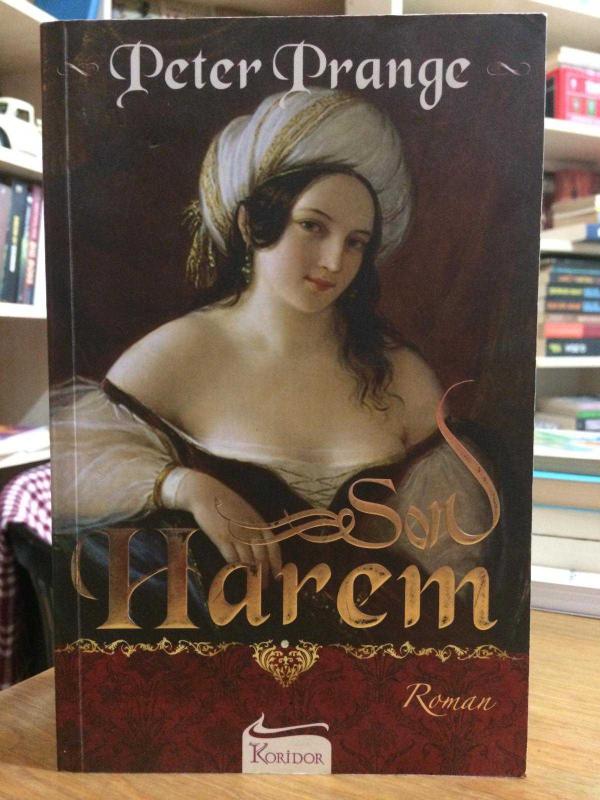 Peter Prange
Son
Harem
Roman
KORİDOR